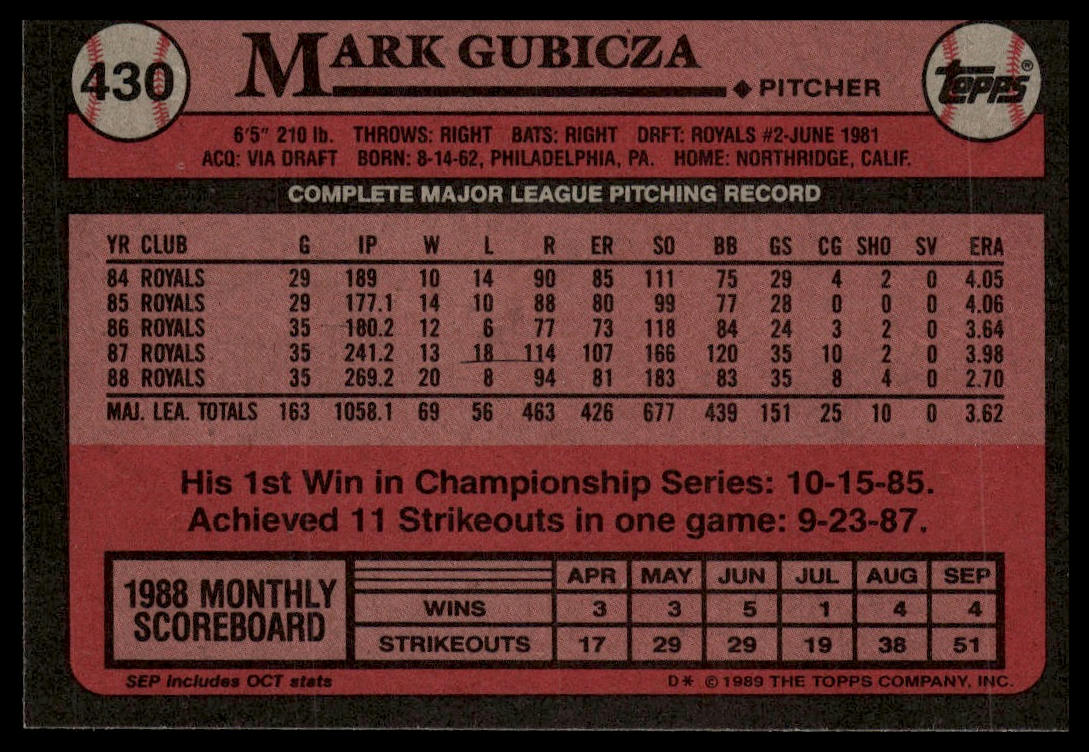 430
MARK GUBICZA
◆ PITCHER
TOPPS®
6'5" 210 lb. THROWS: RIGHT BATS: RIGHT DRFT: ROYALS #2-JUNE 1981
ACQ: VIA DRAFT BORN: 8-14-62, PHILADELPHIA, PA. HOME: NORTHRIDGE, CALIF.
COMPLETE MAJOR LEAGUE PITCHING RECORD
YR CLUB G IP W L R ER SO BB GS CG SHO SV ERA
84 ROYALS 29 189 10 14 90 85 111 75 29 4 2 0 4.05
85 ROYALS 29 177.1 14 10 88 80 99 77 28 0 0 0 4.06
86 ROYALS 35 180.2 12 6 77 73 118 84 24 3 2 0 3.64
87 ROYALS 35 241.2 13 18 114 107 166 120 35 10 2 0 3.98
88 ROYALS 35 269.2 20 8 94 81 183 83 35 8 4 0 2.70
MAJ. LEA. TOTALS 163 1058.1 69 56 463 426 677 439 151 25 10 0 3.62
His 1st Win in Championship Series: 10-15-85.
Achieved 11 Strikeouts in one game: 9-23-87.
1988 MONTHLY SCOREBOARD
APR MAY JUN JUL AUG SEP
WINS 3 3 5 1 4 4
STRIKEOUTS 17 29 29 19 38 51
SEP includes OCT stats
D* © 1989 THE TOPPS COMPANY, INC.